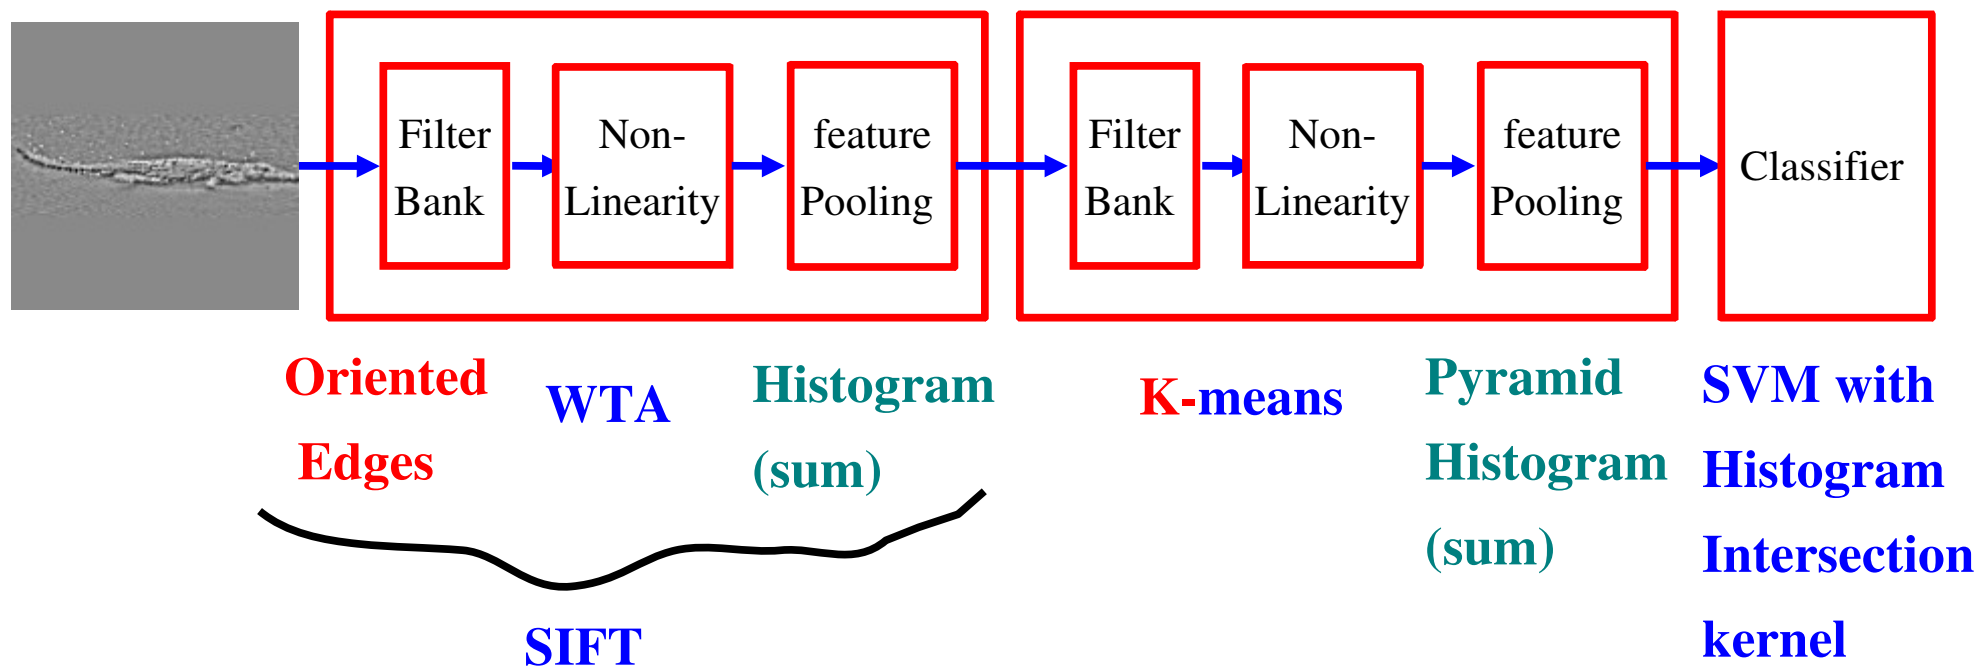 Filter
Bank
Non-
Linearity
feature
Pooling
Filter
Bank
Non-
Linearity
feature
Pooling
Classifier
Oriented
Edges
WTA
Histogram
(sum)
K-means
Pyramid
Histogram
(sum)
SVM with
Histogram
Intersection
kernel
SIFT